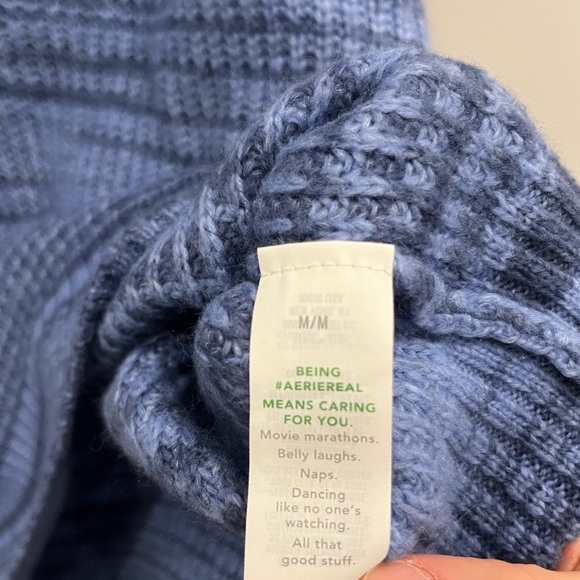 M/M
BEING
#AERIEREAL
MEANS CARING
FOR YOU.
Movie marathons.
Belly laughs.
Naps.
Dancing
like no one's
watching.
All that
good stuff.